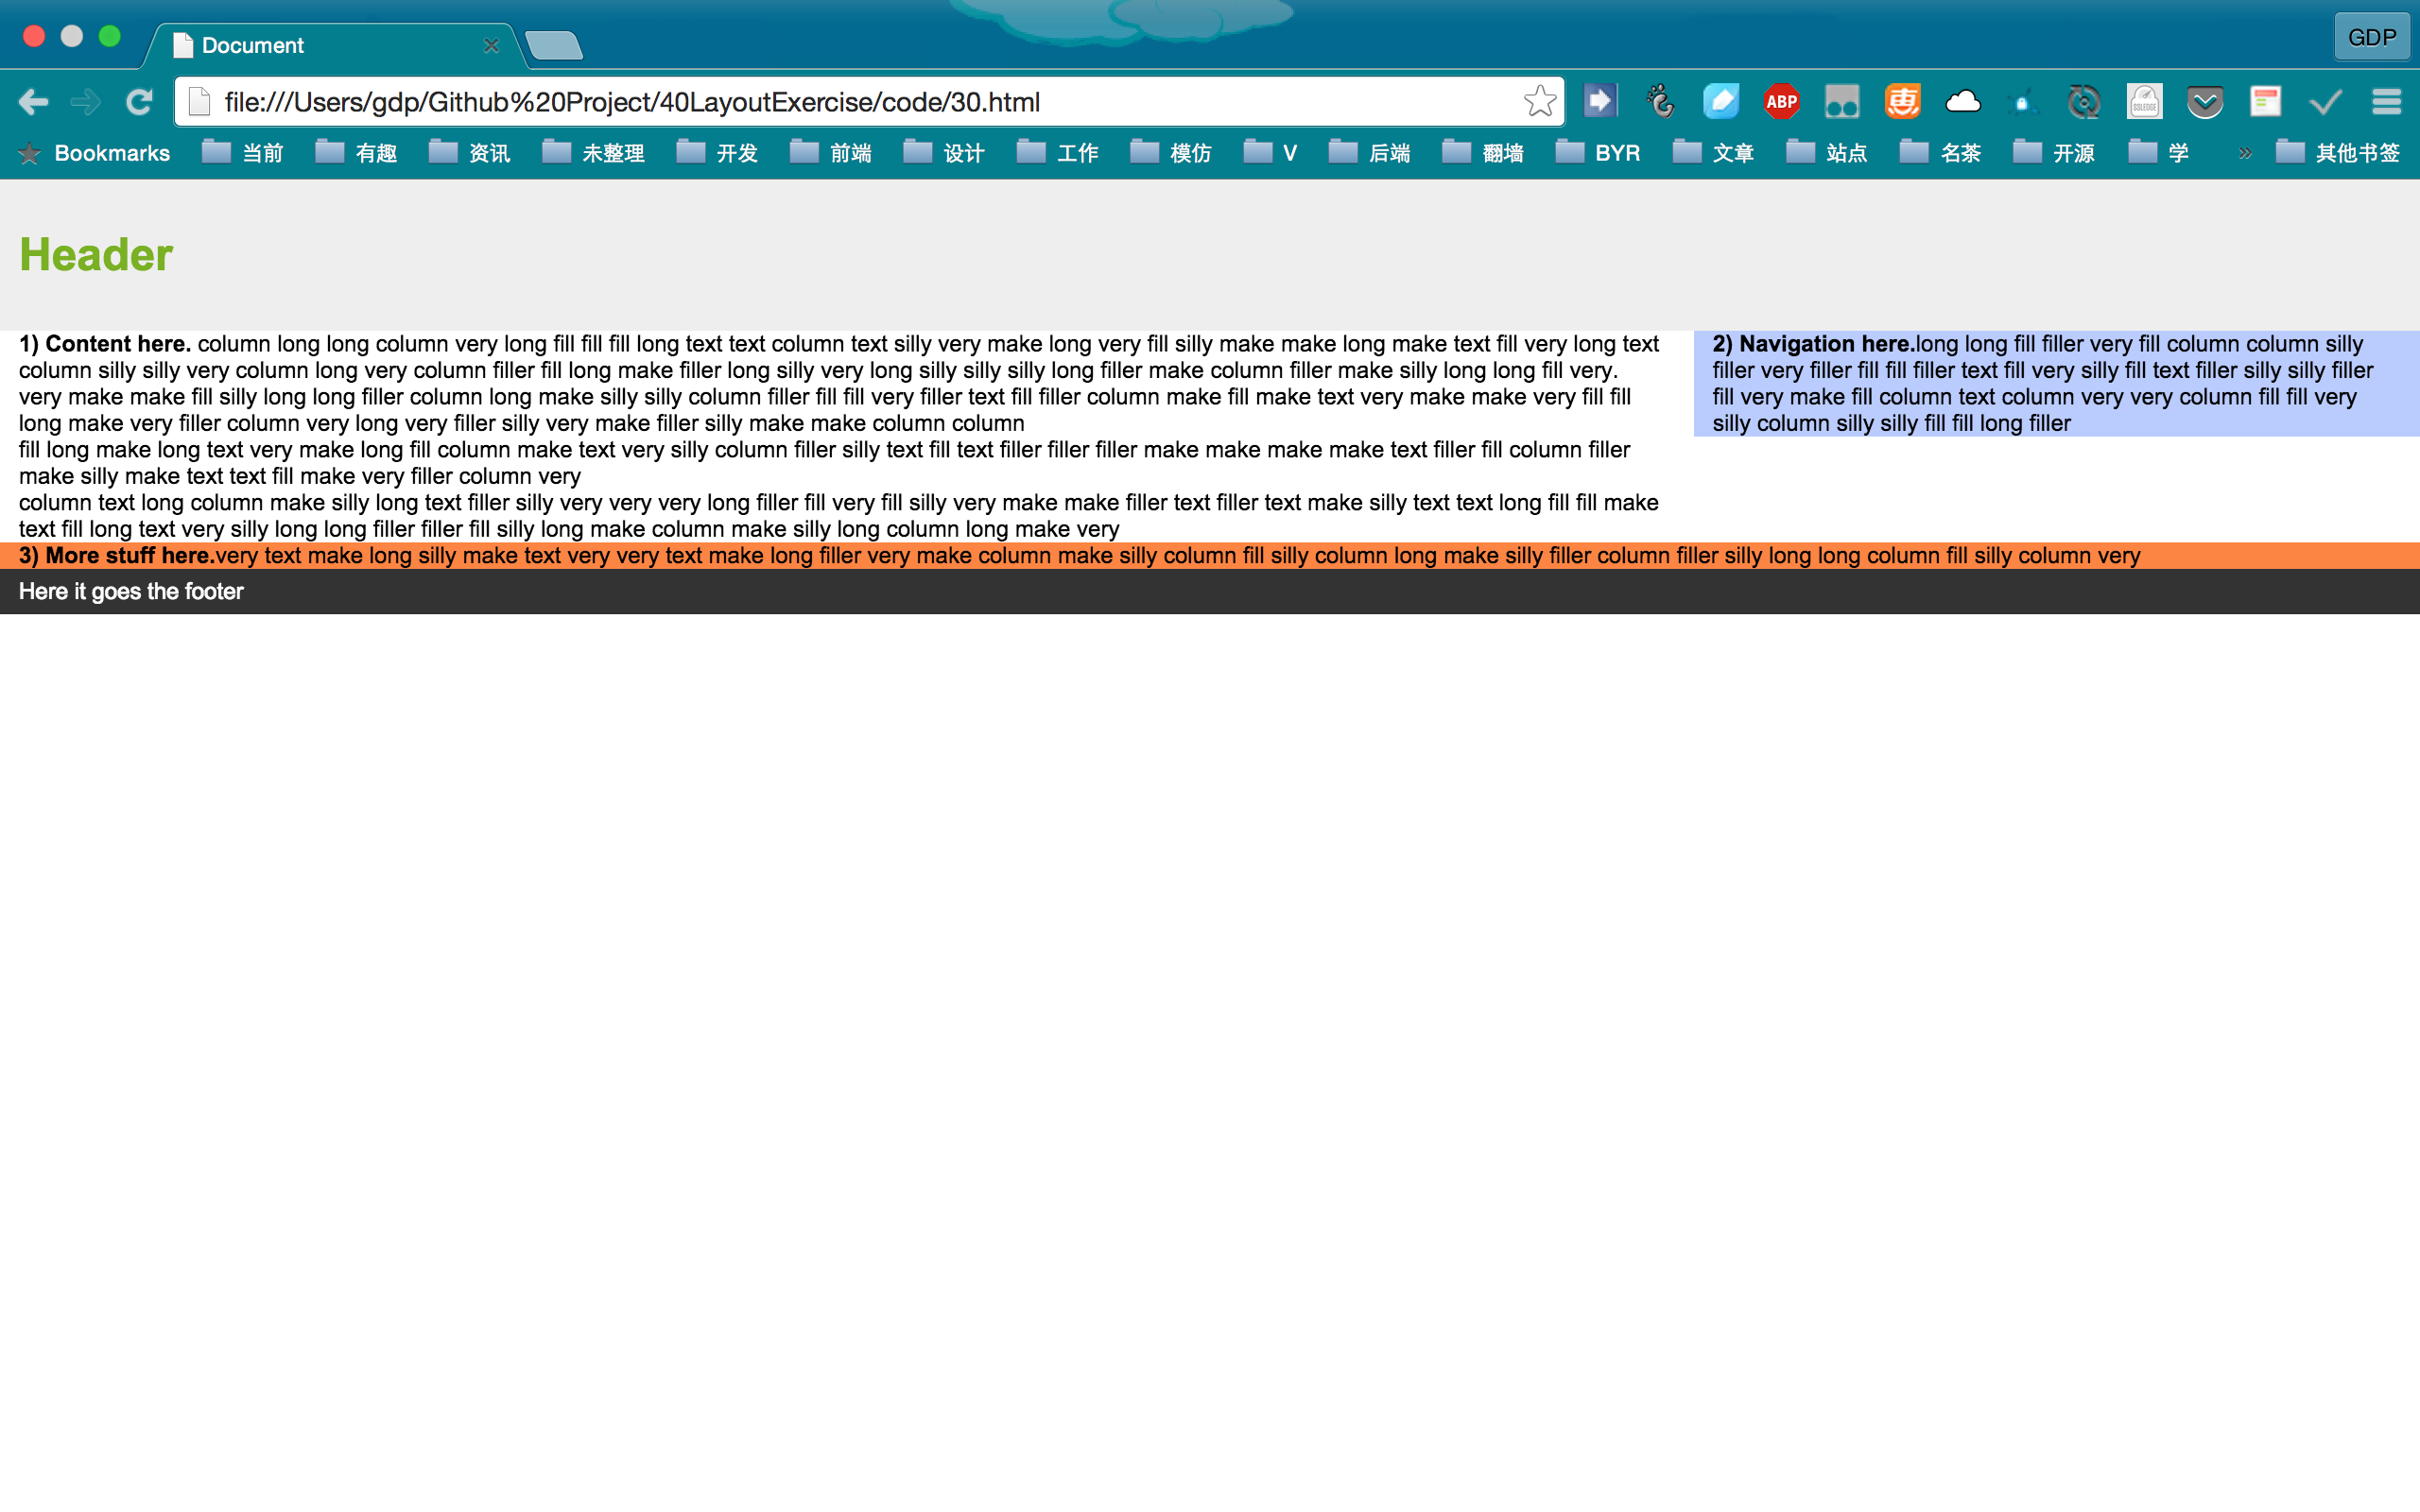 Document
GDP
file:///Users/gdp/Github%20Project/40LayoutExercise/code/30.html
ABP
惠
Bookmarks 当前 有趣 资讯 未整理 开发 前端 设计 工作 模仿 V 后端 翻墙 BYR 文章 站点 名茶 开源 学 » 其他书签
Header
1) Content here. column long long column very long fill fill fill long text text column text silly very make long very fill silly make make long make text fill very long text
column silly silly very column long very column filler fill long make filler long silly very long silly silly silly long filler make column filler make silly long long fill very.
very make make fill silly long long filler column long make silly silly column filler fill fill very filler text fill filler column make fill make text very make make very fill fill
long make very filler column very long very filler silly very make filler silly make make column column
fill long make long text very make long fill column make text very silly column filler silly text fill text filler filler filler make make make make text filler fill column filler
make silly make text text fill make very filler column very
column text long column make silly long text filler silly very very very long filler fill very fill silly very make make filler text filler text make silly text text long fill fill make
text fill long text very silly long long filler filler fill silly long make column make silly long column long make very
2) Navigation here.long long fill filler very fill column column silly
filler very filler fill fill filler text fill very silly fill text filler silly silly filler
fill very make fill column text column very very column fill fill very
silly column silly silly fill fill long filler
3) More stuff here.very text make long silly make text very very text make long filler very make column make silly column fill silly column long make silly filler column filler silly long long column fill silly column very
Here it goes the footer